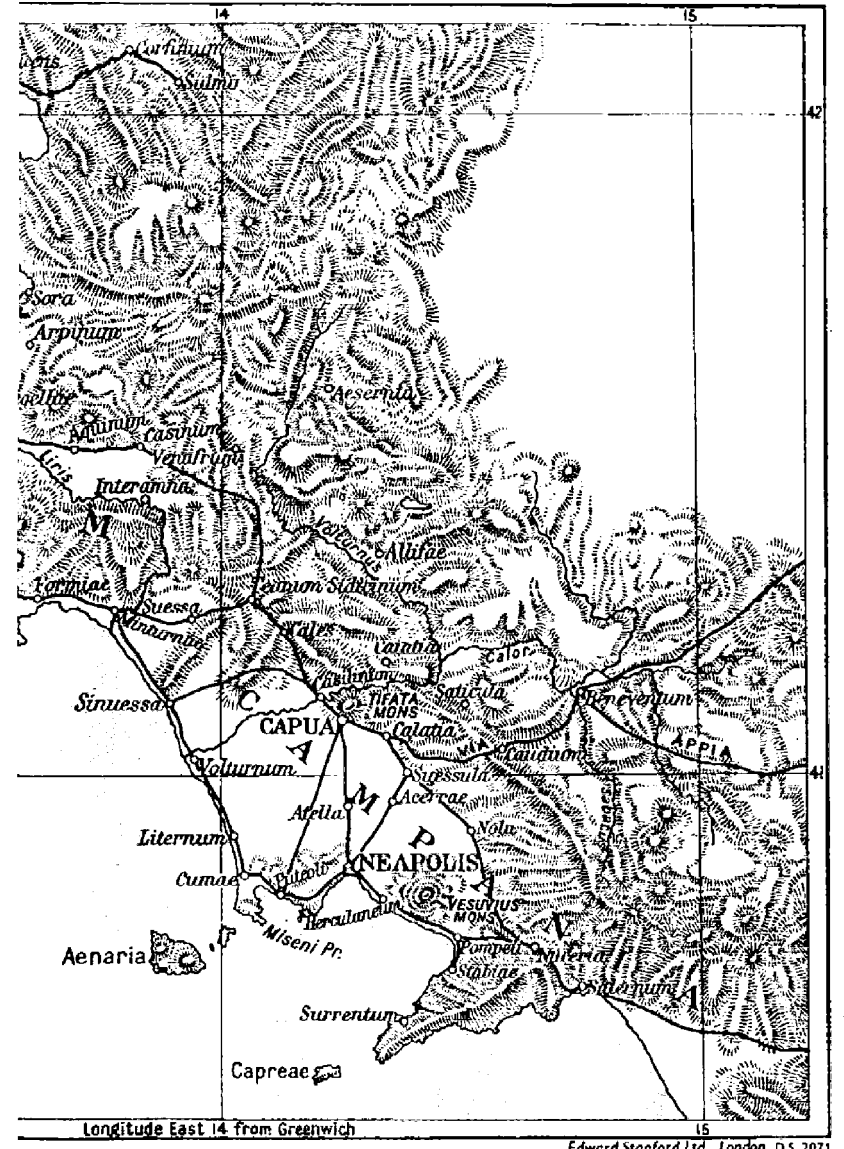 14
15
Corfinium
Sulmo
42
Sora
Arpinum
Aesernia
Aquinum
Casinum
Venafrum
Liris
Interamna
M
Volturnus
Allifae
Formiae
Suessa
Teanum Sidicinum
Minturnae
Cales
Caiatia
Calor
Casilinum
Sinuessa
C
TIFATA
MONS
Saticula
Beneventum
CAPUA
A
Calatia
VIA
Caudium
APPIA
Volturnum
Suessula
41
M
Acerrae
Atella
P
Nola
Liternum
NEAPOLIS
Cumae
Puteoli
VESUVIUS
MONS
Herculaneum
Miseni Pr.
N
Aenaria
Pompeii
Nuceria
Stabiae
Salernum
A
Surrentum
Capreae
15
Longitude East 14 from Greenwich
Edward Stanford Ltd., London. D.S. 2071